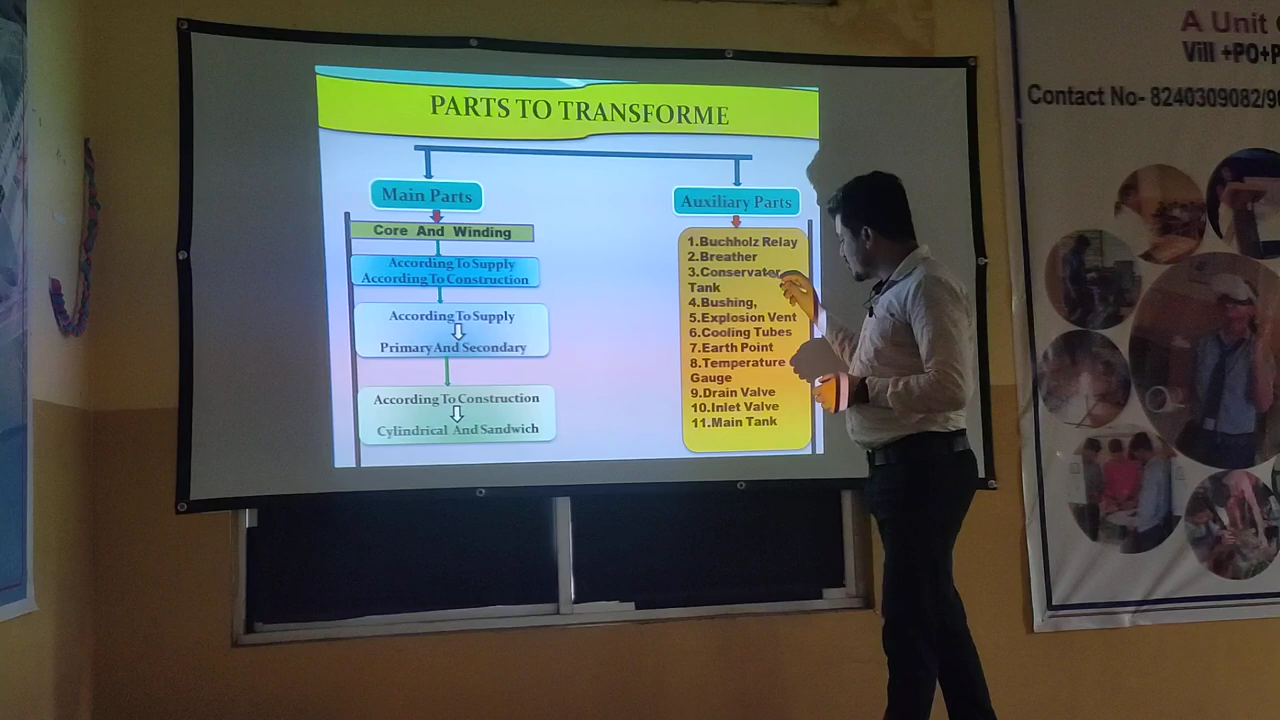 PARTS TO TRANSFORME
Main Parts
Core And Winding
According To Supply
According To Construction
According To Supply
Primary And Secondary
According To Construction
Cylindrical And Sandwich
Auxiliary Parts
1.Buchholz Relay
2.Breather
3.Conservater
Tank
4.Bushing,
5.Explosion Vent
6.Cooling Tubes
7.Earth Point
8.Temperature
Gauge
9.Drain Valve
10.Inlet Valve
11.Main Tank
A Unit
Vill +PO+P
Contact No- 8240309082/9